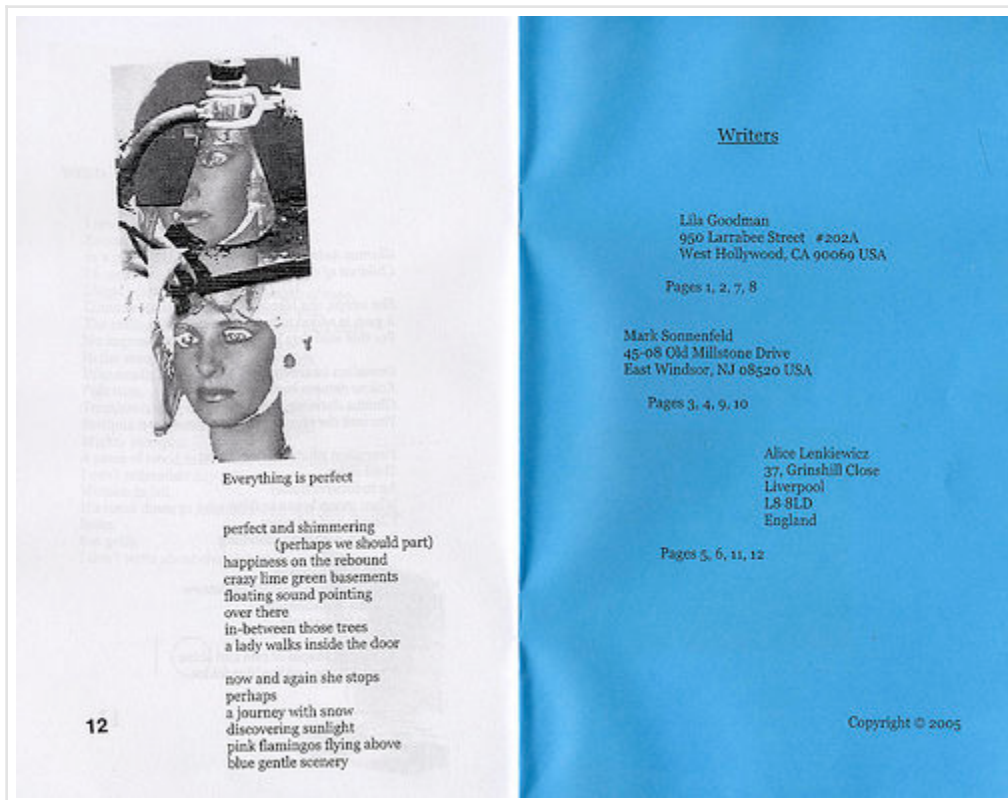 Everything is perfect
perfect and shimmering
(perhaps we should part)
happiness on the rebound
crazy lime green basements
floating sound pointing
over there
in-between those trees
a lady walks inside the door
now and again she stops
perhaps
a journey with snow
discovering sunlight
pink flamingos flying above
blue gentle scenery
12
Writers
Lila Goodman
950 Larrabee Street #202A
West Hollywood, CA 90069 USA
Pages 1, 2, 7, 8
Mark Sonnenfeld
45-08 Old Millstone Drive
East Windsor, NJ 08520 USA
Pages 3, 4, 9, 10
Alice Lenkiewicz
37, Grinshill Close
Liverpool
L8 8LD
England
Pages 5, 6, 11, 12
Copyright © 2005